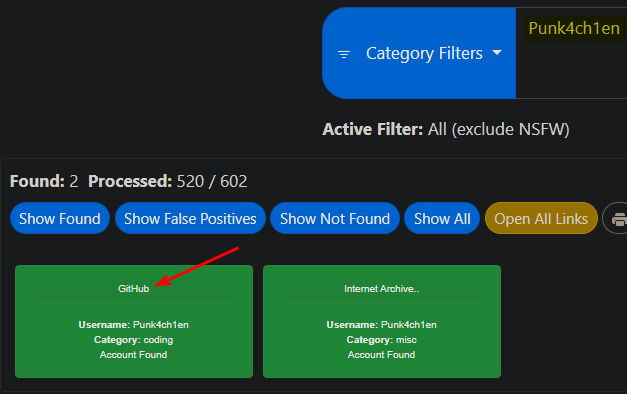 Category Filters
Punk4ch1en
Active Filter: All (exclude NSFW)
Found: 2 Processed: 520 / 602
Show Found
Show False Positives
Show Not Found
Show All
Open All Links
GitHub
Username: Punk4ch1en
Category: coding
Account Found
Internet Archive..
Username: Punk4ch1en
Category: misc
Account Found